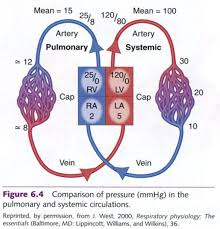 Mean = 15 25/8 120/80 Mean = 100
Artery Artery
Pulmonary Systemic
25/0 120/0
RV LV
RA LA
2 5
≃ 12
≃ 8
Cap Cap
30
20
10
Vein Vein
Figure 6.4 Comparison of pressure (mmHg) in the
pulmonary and systemic circulations.
Reprinted, by permission, from J. West, 2000, Respiratory physiology: The
essentials (Baltimore, MD: Lippincott, Williams, and Wilkins), 36.